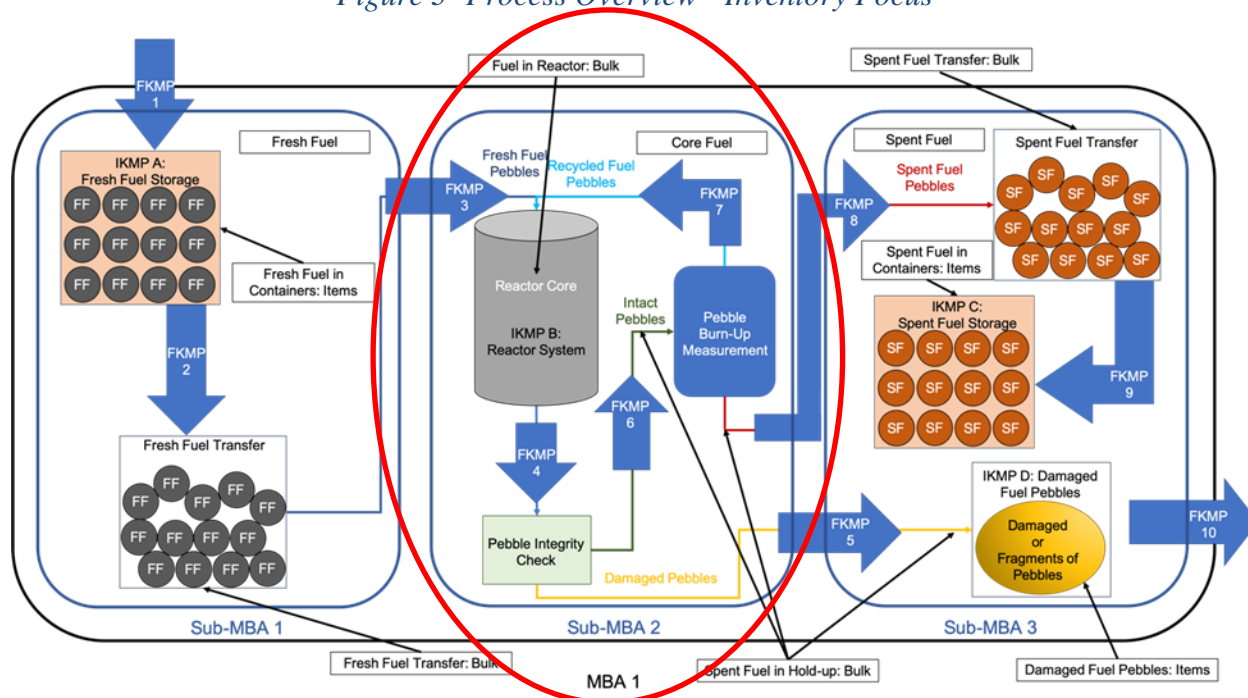 Figure 3- Process Overview - Inventory Focus
Fuel in Reactor: Bulk
Spent Fuel Transfer: Bulk
FKMP
1
Fresh Fuel
IKMP A:
Fresh Fuel Storage
FF FF FF FF
FF FF FF FF
FF FF FF FF
Fresh Fuel in
Containers: Items
FKMP
2
Fresh Fuel Transfer
FF FF
FF FF
FF FF FF FF
FF FF FF FF
Sub-MBA 1
Fresh Fuel Transfer: Bulk
Core Fuel
FKMP
3
Fresh Fuel
Pebbles
Recycled Fuel
Pebbles
FKMP
7
Reactor Core
IKMP B:
Reactor System
Intact
Pebbles
Pebble
Burn-Up
Measurement
FKMP
4
FKMP
6
Pebble Integrity
Check
Damaged Pebbles
Sub-MBA 2
MBA 1
Spent Fuel in Hold-up: Bulk
Spent Fuel
FKMP
8
Spent Fuel
Pebbles
Spent Fuel Transfer
SF SF
SF SF
SF SF SF SF
SF SF SF SF
Spent Fuel in
Containers: Items
IKMP C:
Spent Fuel Storage
SF SF SF SF
SF SF SF SF
SF SF SF SF
FKMP
9
FKMP
5
IKMP D: Damaged
Fuel Pebbles
Damaged
or
Fragments of
Pebbles
FKMP
10
Sub-MBA 3
Damaged Fuel Pebbles: Items